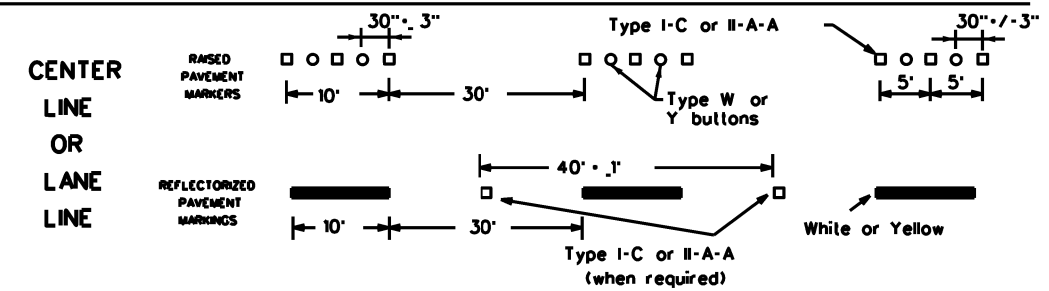 30"•_ 3"
Type I-C or II-A-A
30"+/-3"
CENTER
LINE
OR
LANE
LINE
RAISED
PAVEMENT
MARKERS
10'
30'
Type W or
Y buttons
5'
5'
40'•_1'
REFLECTORIZED
PAVEMENT
MARKINGS
10'
30'
Type I-C or II-A-A
(when required)
White or Yellow